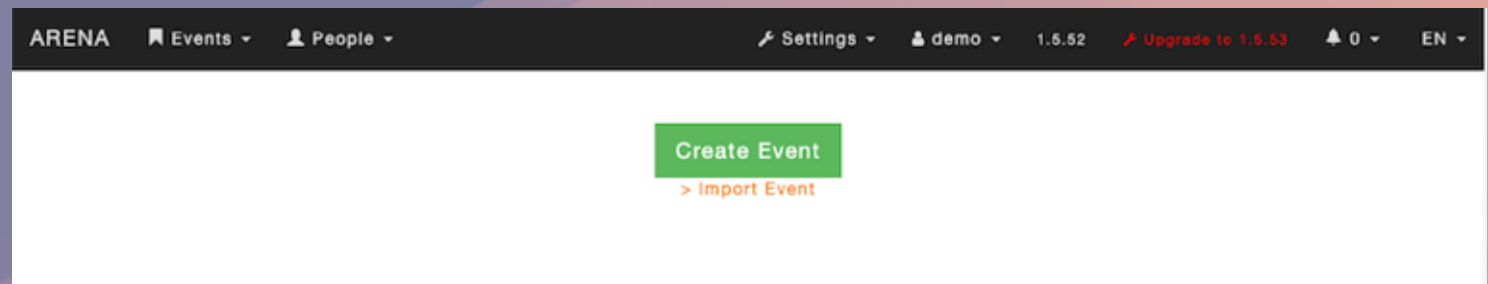 ARENA Events People Settings demo 1.5.52 Upgrade to 1.5.53 0 EN
Create Event
> Import Event